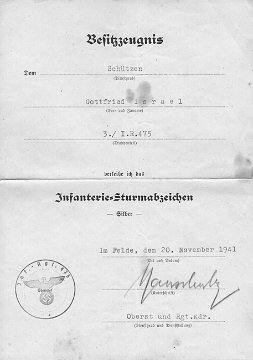 Besitzzeugnis
Dem
Schützen
(Dienstgrad)
Gottfried I s r a e l
(Vor- und Zuname)
3./ I.R.475
(Truppenteil)
verleihe ich das
Infanterie-Sturmabzeichen
— Silber —
Im Felde, den 20. November 1941
(Ort und Datum)
(Unterschrift)
Oberst und Rgt.Kdr.
(Dienstgrad und Dienststellung)